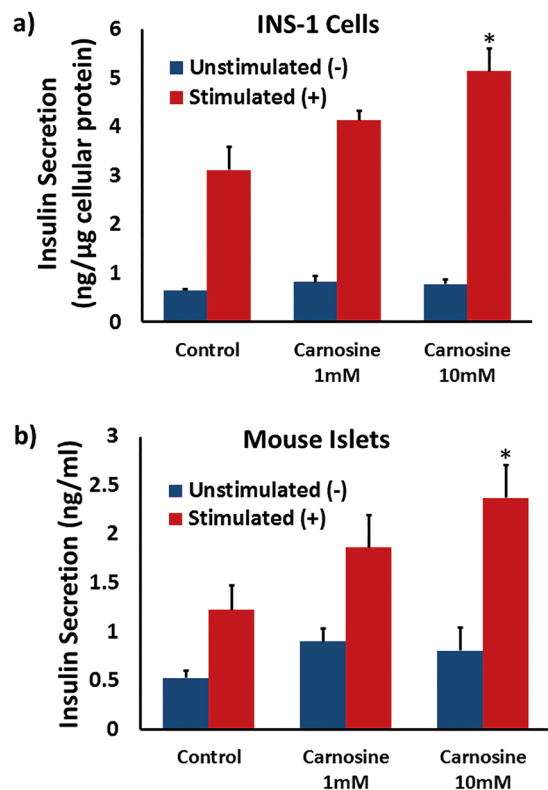 a)
INS-1 Cells
Insulin Secretion
(ng/µg cellular protein)
6
5
4
3
2
1
0
Unstimulated (-)
Stimulated (+)
*
Control
Carnosine
1mM
Carnosine
10mM
b)
Mouse Islets
Insulin Secretion (ng/ml)
3
2.5
2
1.5
1
0.5
0
Unstimulated (-)
Stimulated (+)
*
Control
Carnosine
1mM
Carnosine
10mM